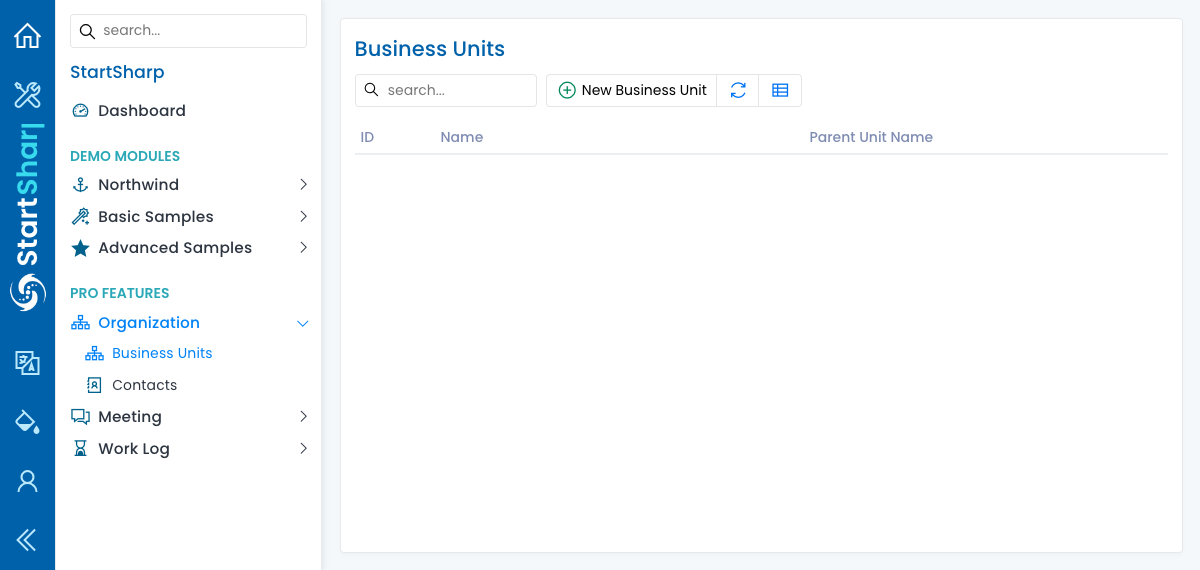 StartShar
search...
StartSharp
Dashboard
DEMO MODULES
Northwind
Basic Samples
Advanced Samples
PRO FEATURES
Organization
Business Units
Contacts
Meeting
Work Log
Business Units
search... New Business Unit
ID Name Parent Unit Name